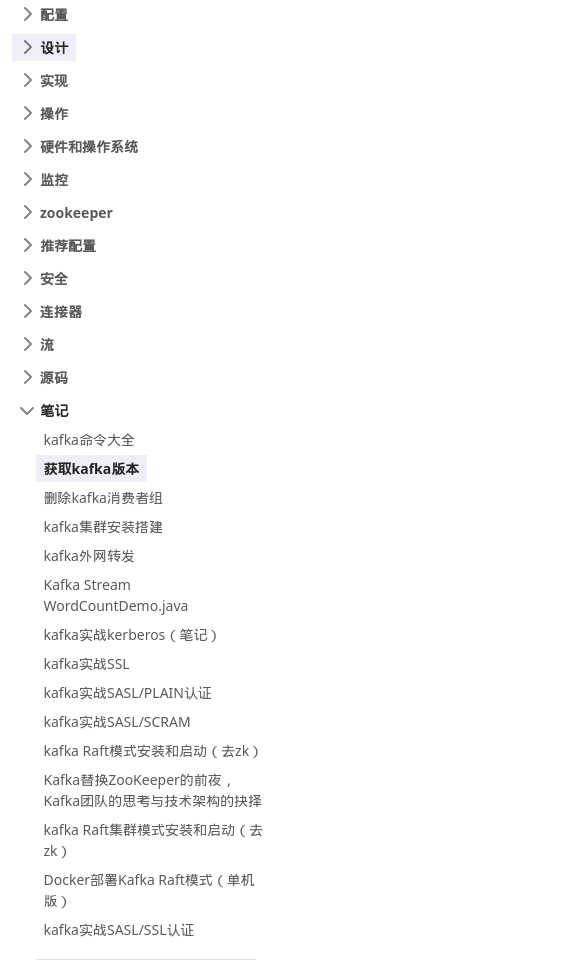 配置
设计
实现
操作
硬件和操作系统
监控
zookeeper
推荐配置
安全
连接器
流
源码
笔记
kafka命令大全
获取kafka版本
删除kafka消费者组
kafka集群安装搭建
kafka外网转发
Kafka Stream
WordCountDemo.java
kafka实战kerberos（笔记）
kafka实战SSL
kafka实战SASL/PLAIN认证
kafka实战SASL/SCRAM
kafka Raft模式安装和启动（去zk）
Kafka替换ZooKeeper的前夜，
Kafka团队的思考与技术架构的抉择
kafka Raft集群模式安装和启动（去
zk）
Docker部署Kafka Raft模式（单机
版）
kafka实战SASL/SSL认证